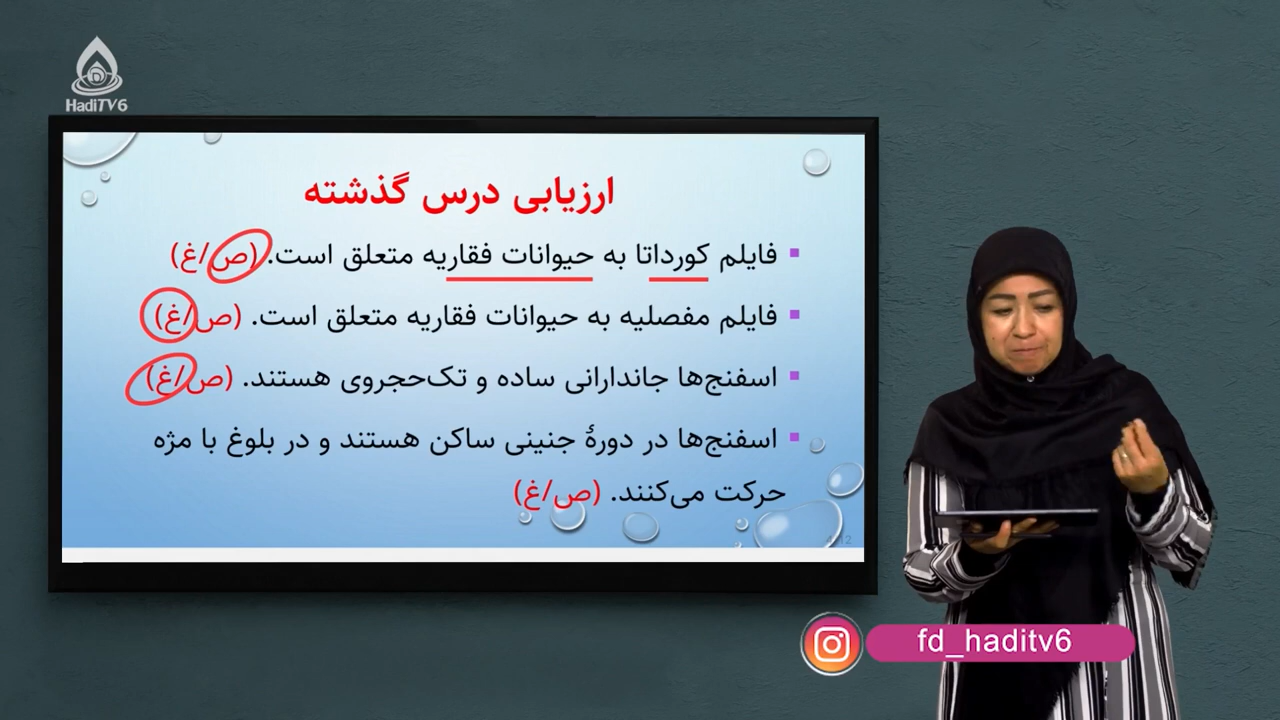 HadiTV6
ارزیابی درس گذشته
فایلم کورداتا به حیوانات فقاریه متعلق است. (ص/غ)
فایلم مفصلیه به حیوانات فقاریه متعلق است. (ص/غ)
اسفنج‌ها جاندارانی ساده و تک‌حجروی هستند. (ص/غ)
اسفنج‌ها در دورهٔ جنینی ساکن هستند و در بلوغ با مژه
حرکت می‌کنند. (ص/غ)
fd_haditv6